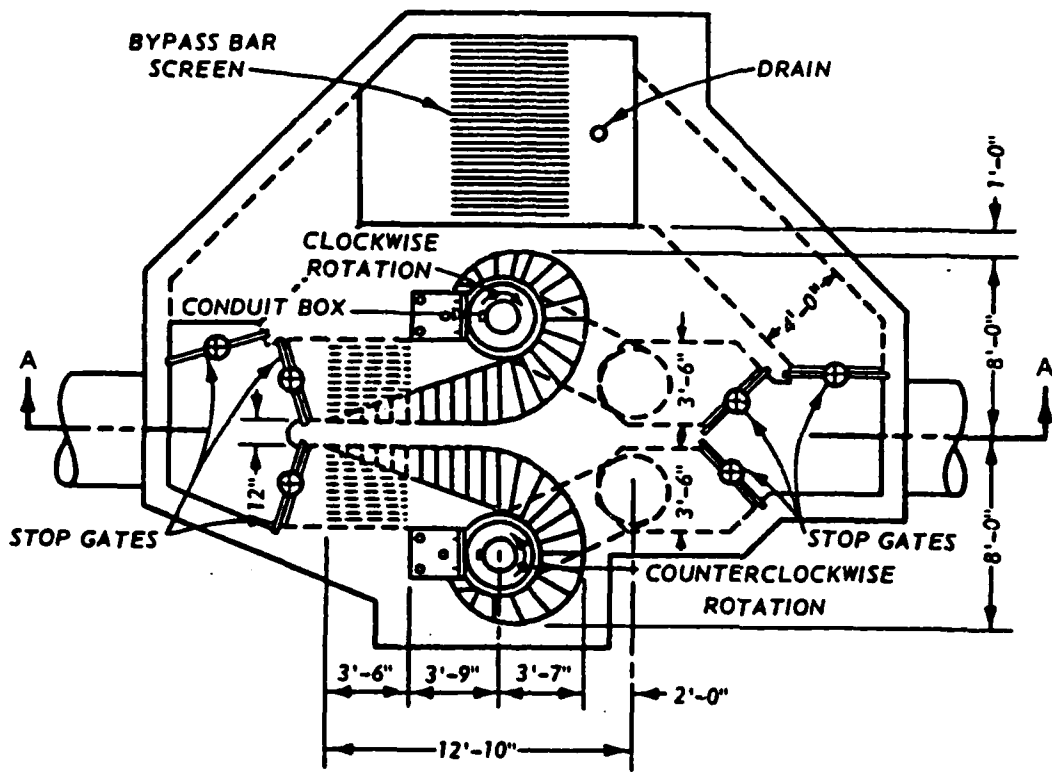 BYPASS BAR
SCREEN
DRAIN
1'-0"
CLOCKWISE
ROTATION
CONDUIT BOX
4'-0"
8'-0"
A
A
3'-6"
12"
3'-6"
STOP GATES
STOP GATES
8'-0"
COUNTERCLOCKWISE
ROTATION
3'-6"
3'-9"
3'-7"
2'-0"
12'-10"